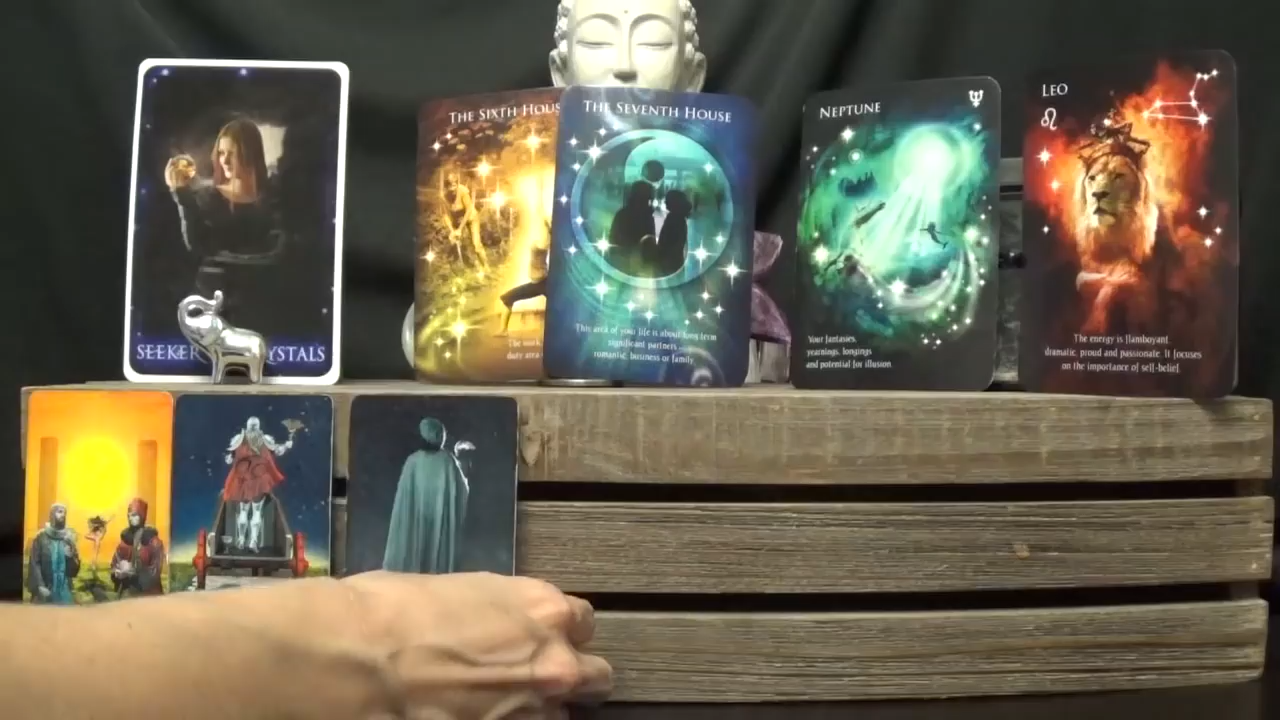 SEEKER YSTALS
THE SIXTH HOUS
The work,
duty area
THE SEVENTH HOUSE
This area of your life is about long term
significant partners –
romantic, business or family
NEPTUNE
Your fantasies,
yearnings, longings
and potential for illusion.
LEO
The energy is flamboyant,
dramatic, proud and passionate. It focuses
on the importance of self-belief.